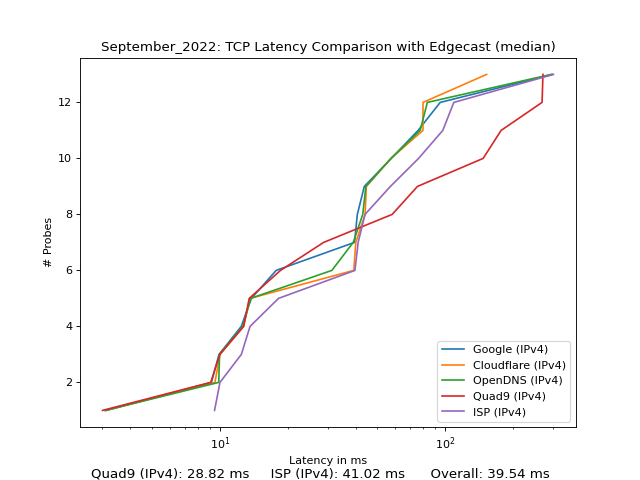 September_2022: TCP Latency Comparison with Edgecast (median)
# Probes
12
10
8
6
4
2
Google (IPv4)
Cloudflare (IPv4)
OpenDNS (IPv4)
Quad9 (IPv4)
ISP (IPv4)
10¹ 10²
Latency in ms
Quad9 (IPv4): 28.82 ms ISP (IPv4): 41.02 ms Overall: 39.54 ms